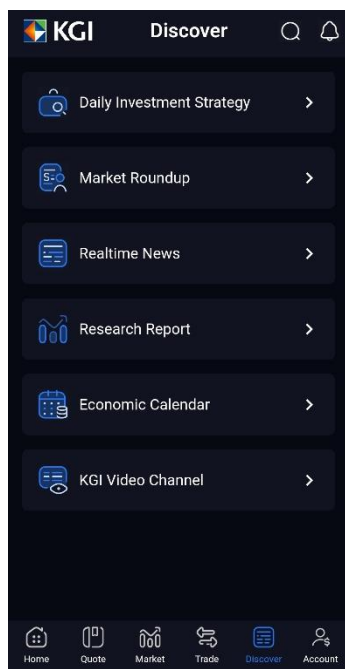 KGI Discover
Daily Investment Strategy
Market Roundup
Realtime News
Research Report
Economic Calendar
KGI Video Channel
Home Quote Market Trade Discover Account